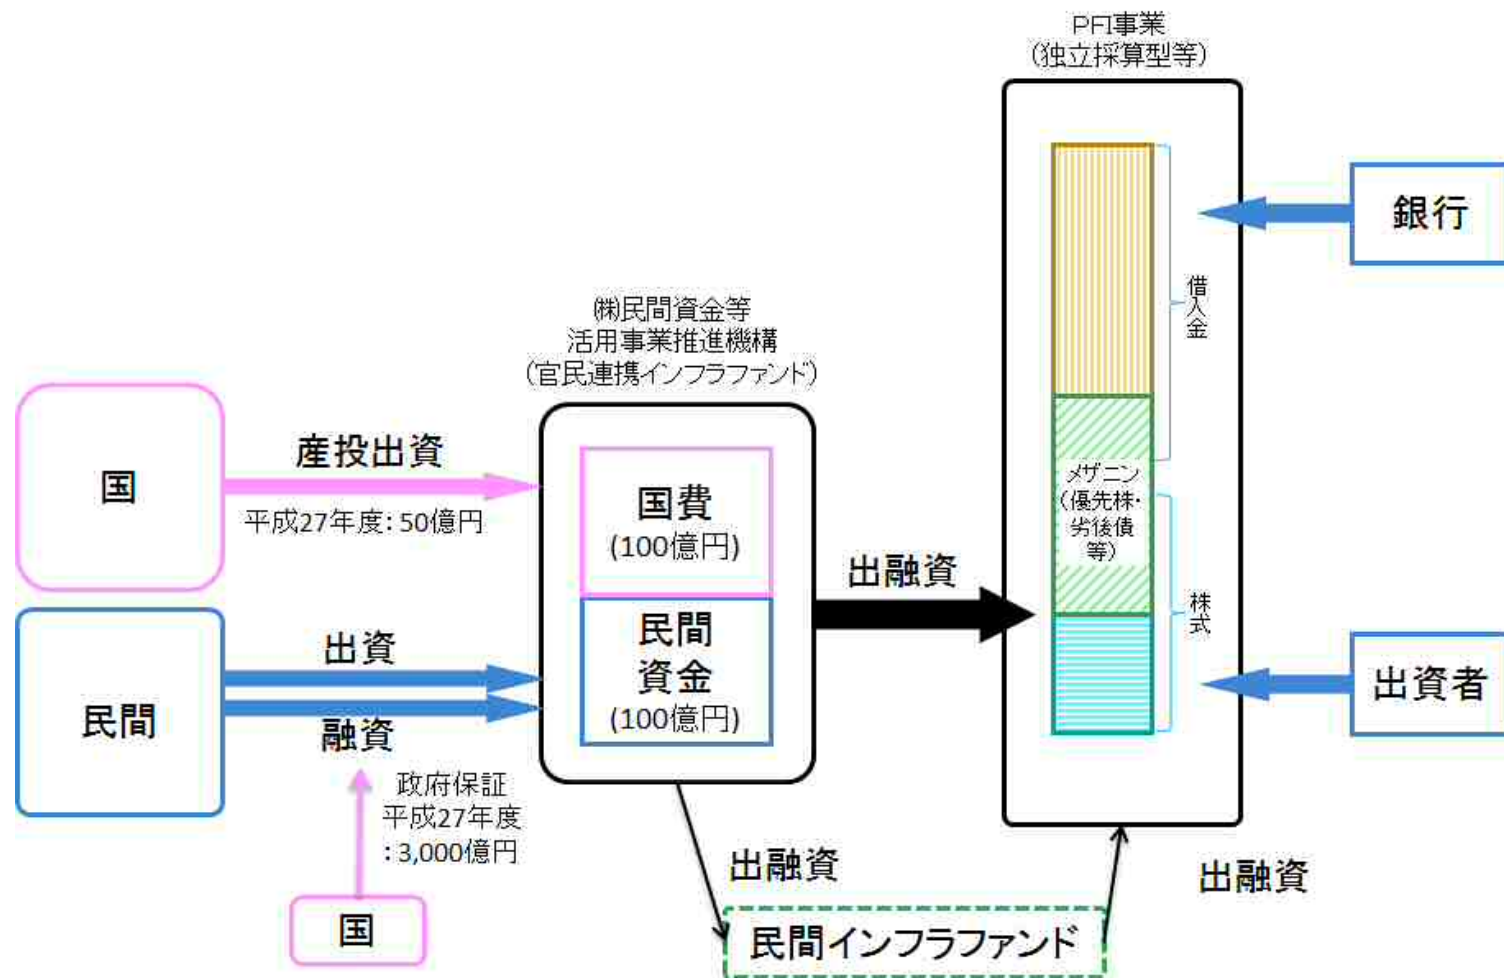 PFI事業
(独立採算型等)
銀行
借入金
㈱民間資金等
活用事業推進機構
(官民連携インフラファンド)
国
産投出資
平成27年度：50億円
国費
(100億円)
メザニン
(優先株・
劣後債
等)
出融資
株式
民間
出資
融資
民間
資金
(100億円)
出資者
政府保証
平成27年度
：3,000億円
国
出融資
出融資
民間インフラファンド